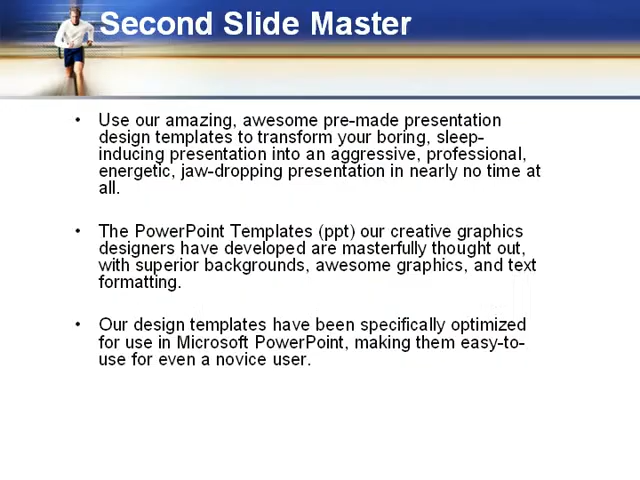 Second Slide Master
• Use our amazing, awesome pre-made presentation
design templates to transform your boring, sleep-
inducing presentation into an aggressive, professional,
energetic, jaw-dropping presentation in nearly no time at
all.
• The PowerPoint Templates (ppt) our creative graphics
designers have developed are masterfully thought out,
with superior backgrounds, awesome graphics, and text
formatting.
• Our design templates have been specifically optimized
for use in Microsoft PowerPoint, making them easy-to-
use for even a novice user.